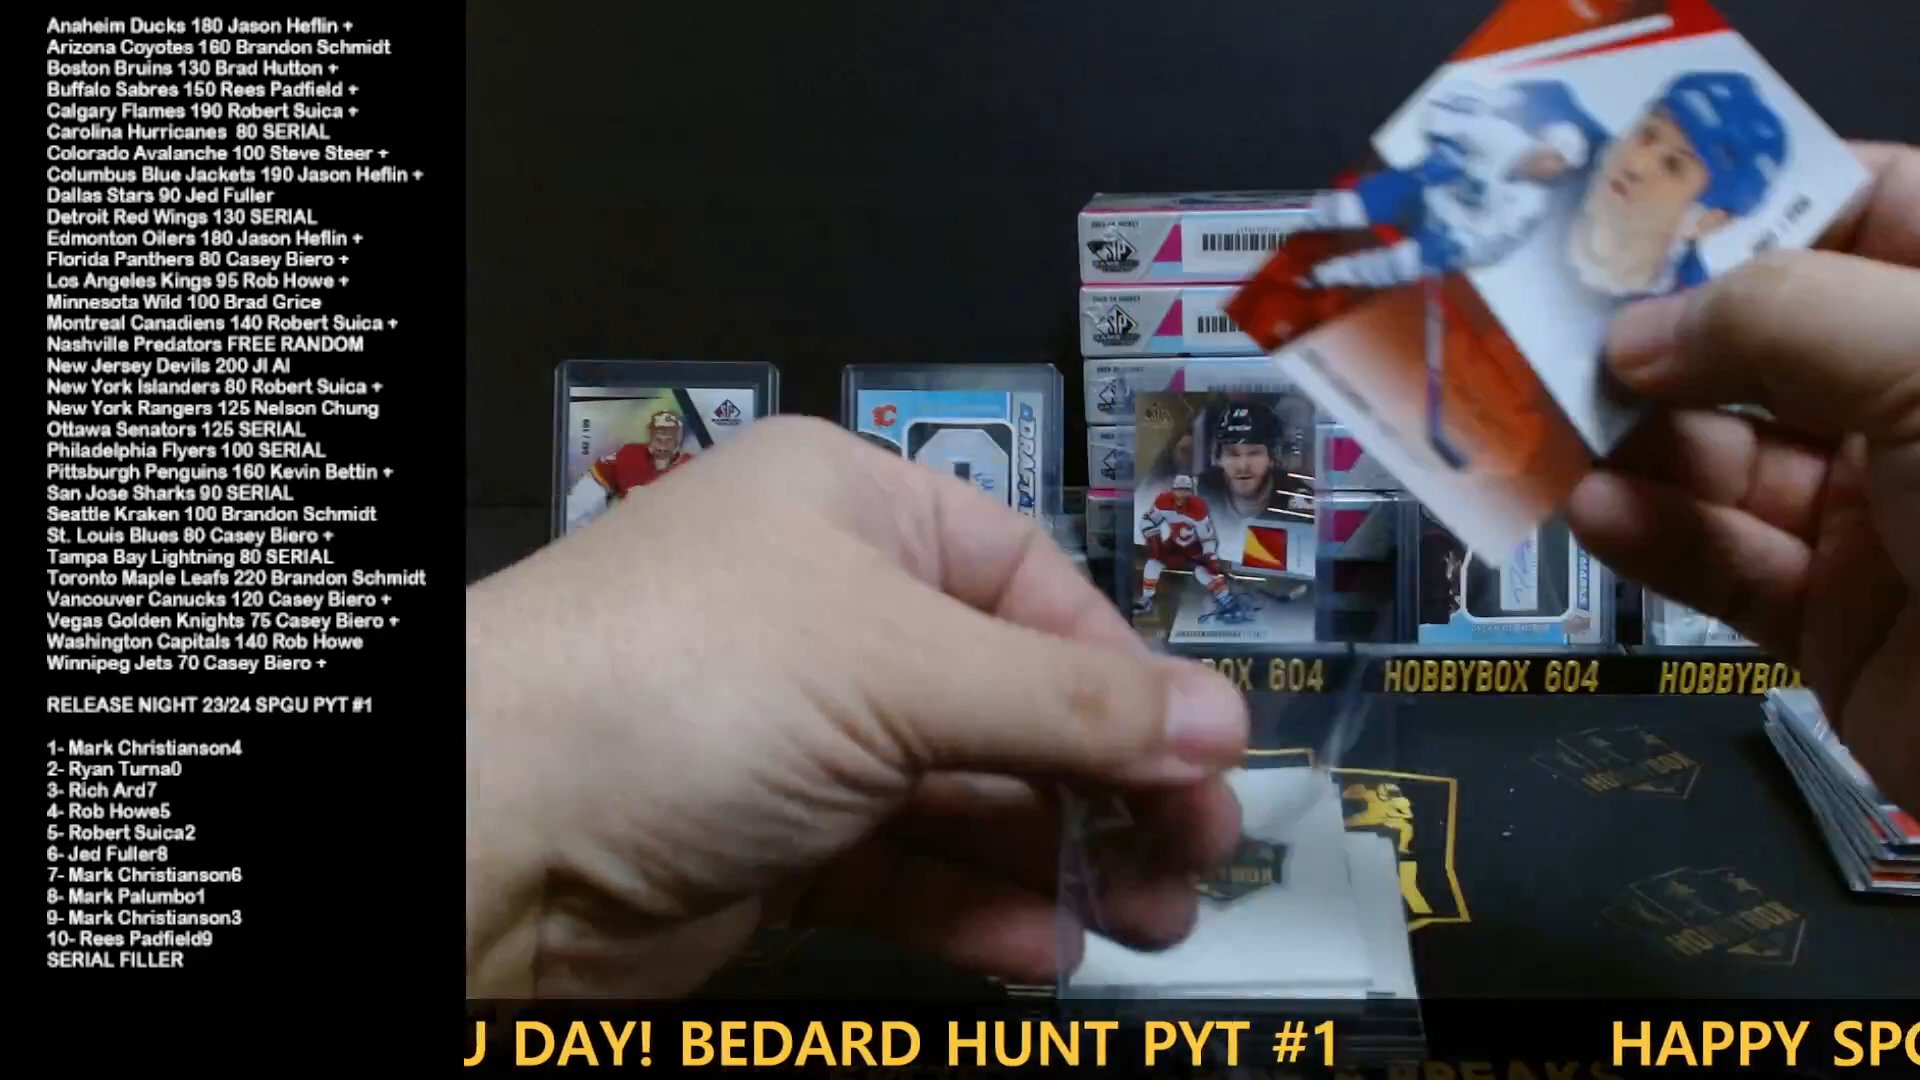 Anaheim Ducks 180 Jason Heflin +
Arizona Coyotes 160 Brandon Schmidt
Boston Bruins 130 Brad Hutton +
Buffalo Sabres 150 Rees Padfield +
Calgary Flames 190 Robert Suica +
Carolina Hurricanes 80 SERIAL
Colorado Avalanche 100 Steve Steer +
Columbus Blue Jackets 190 Jason Heflin +
Dallas Stars 90 Jed Fuller
Detroit Red Wings 130 SERIAL
Edmonton Oilers 180 Jason Heflin +
Florida Panthers 80 Casey Biero +
Los Angeles Kings 95 Rob Howe +
Minnesota Wild 100 Brad Grice
Montreal Canadiens 140 Robert Suica +
Nashville Predators FREE RANDOM
New Jersey Devils 200 JI AI
New York Islanders 80 Robert Suica +
New York Rangers 125 Nelson Chung
Ottawa Senators 125 SERIAL
Philadelphia Flyers 100 SERIAL
Pittsburgh Penguins 160 Kevin Bettin +
San Jose Sharks 90 SERIAL
Seattle Kraken 100 Brandon Schmidt
St. Louis Blues 80 Casey Biero +
Tampa Bay Lightning 80 SERIAL
Toronto Maple Leafs 220 Brandon Schmidt
Vancouver Canucks 120 Casey Biero +
Vegas Golden Knights 75 Casey Biero +
Washington Capitals 140 Rob Howe
Winnipeg Jets 70 Casey Biero +
RELEASE NIGHT 23/24 SPGU PYT #1
1- Mark Christianson4
2- Ryan Turna0
3- Rich Ard7
4- Rob Howe5
5- Robert Suica2
6- Jed Fuller8
7- Mark Christianson6
8- Mark Palumbo1
9- Mark Christianson3
10- Rees Padfield9
SERIAL FILLER
SP
SP
DRAFT
BOX 604 HOBBYBOX 604 HOBBYBOX
U DAY! BEDARD HUNT PYT #1 HAPPY SPG